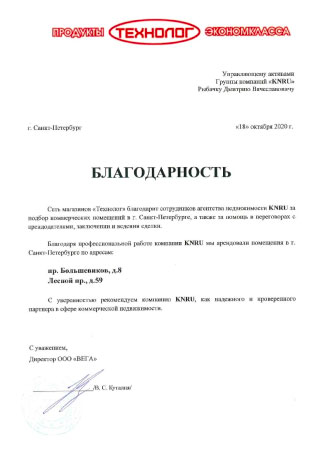 ПРОДУКТЫ ТЕХНОЛОГ ЭКОНОМКЛАССА
Управляющему активами
Группы компаний «KNRU»
Рыбачку Дмитрию Вячеславовичу
г. Санкт-Петербург «18» октября 2020 г.
БЛАГОДАРНОСТЬ
Сеть магазинов «Технолог» благодарит сотрудников агентство недвижимости KNRU за
подбор коммерческих помещений в г. Санкт-Петербурге, а также за помощь в переговорах с
арендодателями, заключении и ведении сделки.
Благодаря профессиональной работе компании KNRU мы арендовали помещения в г.
Санкт-Петербурге по адресам:
пр. Большевиков, д.8
Лесной пр., д.59
С уверенностью рекомендуем компанию KNRU, как надежного и проверенного
партнера в сфере коммерческой недвижимости.
С уважением,
Директор ООО «ВЕГА»
/В. С. /